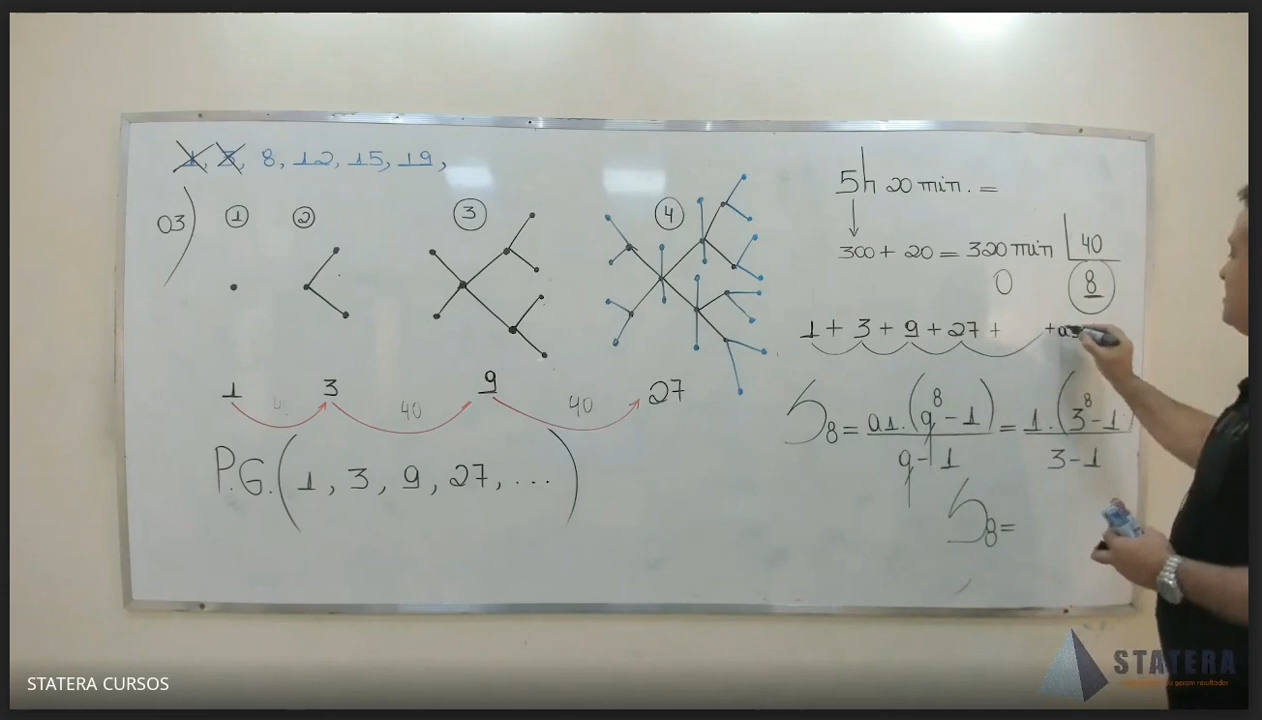 1, 3, 8, 12, 15, 19,
03) 1 2 3 4
1 3 9 27
40 40
P.G. (1, 3, 9, 27, ...)
5h 20 min. =
300 + 20 = 320 min 40
0 8
1 + 3 + 9 + 27 + +a
S8 = a1.(q^8 - 1) / q - 1 = 1.(3^8 - 1 / 3 - 1
S8 =
STATERA
STATERA CURSOS